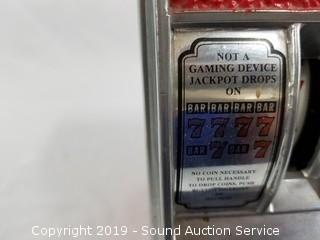 NOT A
GAMING DEVICE
JACKPOT DROPS
ON
BAR BAR BAR BAR
7 7 7 7
BAR 7 BAR 7
NO COIN NECESSARY
TO PULL HANDLE
TO DROP COINS, PUSH
Copyright 2019 - Sound Auction Service